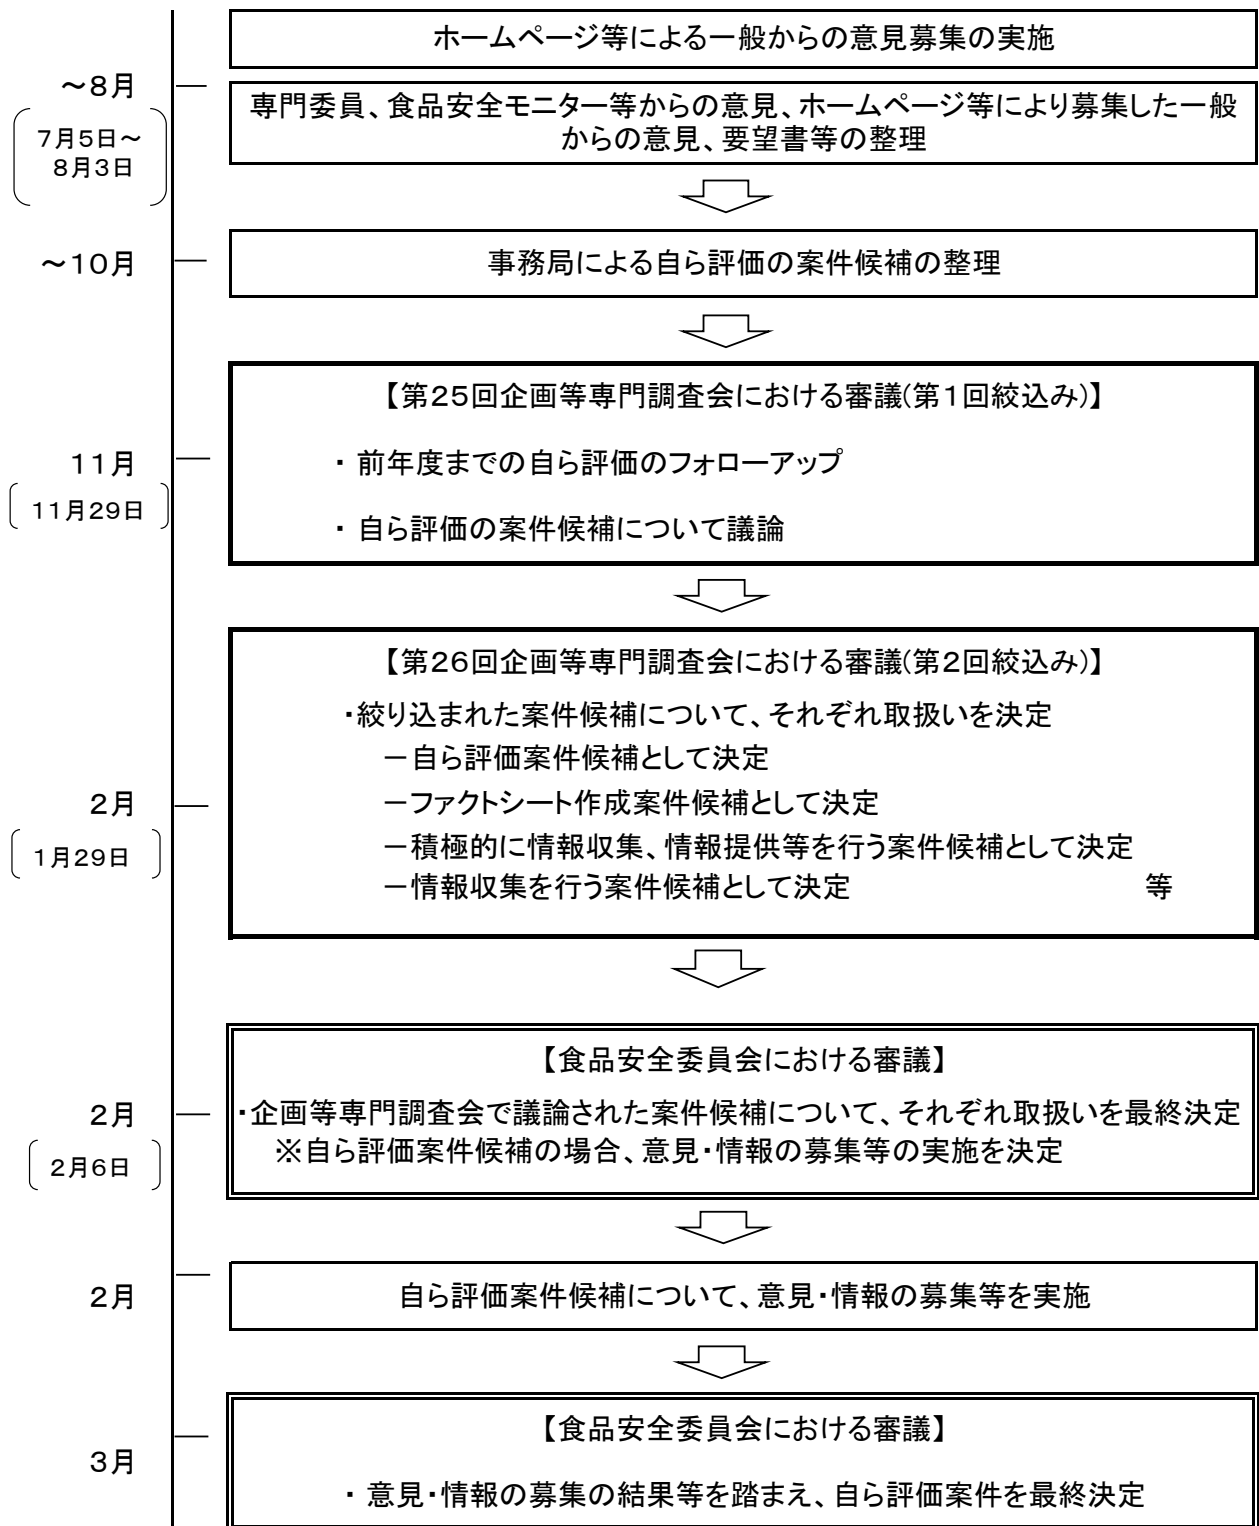 ホームページ等による一般からの意見募集の実施
～8月
7月5日～
8月3日
専門委員、食品安全モニター等からの意見、ホームページ等により募集した一般
からの意見、要望書等の整理
～10月
事務局による自ら評価の案件候補の整理
11月
11月29日
【第25回企画等専門調査会における審議(第1回絞込み)】
・ 前年度までの自ら評価のフォローアップ
・ 自ら評価の案件候補について議論
2月
1月29日
【第26回企画等専門調査会における審議(第2回絞込み)】
・絞り込まれた案件候補について、それぞれ取扱いを決定
－自ら評価案件候補として決定
－ファクトシート作成案件候補として決定
－積極的に情報収集、情報提供等を行う案件候補として決定
－情報収集を行う案件候補として決定　等
2月
2月6日
【食品安全委員会における審議】
・企画等専門調査会で議論された案件候補について、それぞれ取扱いを最終決定
※自ら評価案件候補の場合、意見・情報の募集等の実施を決定
2月
自ら評価案件候補について、意見・情報の募集等を実施
3月
【食品安全委員会における審議】
・ 意見・情報の募集の結果等を踏まえ、自ら評価案件を最終決定